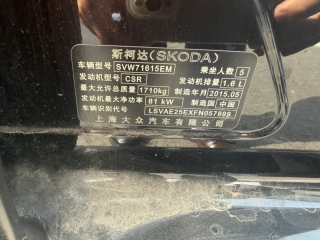 斯柯达(SKODA)
车辆型号 SVW71615EM 乘坐人数 5
发动机型号 CSR 发动机排量 1.6 L
最大允许总质量 1710kg 制造年月 2015.05
发动机最大净功率 81 kW 制造国 中国
车辆识别代号 LSVAE25EXFN057899
上海大众汽车有限公司